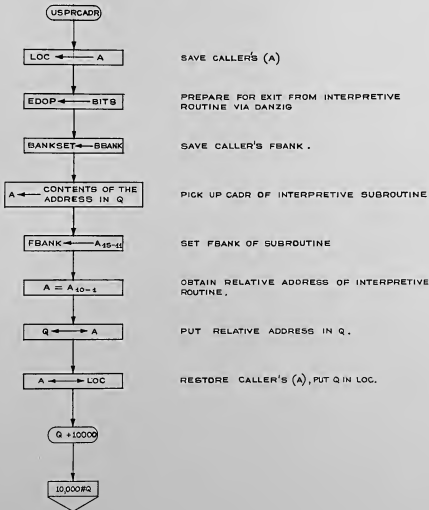 USPRCADR
LOC ← A
SAVE CALLER'S (A)
EDOP ← BIT8
PREPARE FOR EXIT FROM INTERPRETIVE
ROUTINE VIA DANZIG
BANKSET ← BBANK
SAVE CALLER'S FBANK.
A ← CONTENTS OF THE
ADDRESS IN Q
PICK UP CADR OF INTERPRETIVE SUBROUTINE
FBANK ← A15-11
SET FBANK OF SUBROUTINE
A = A10-1
OBTAIN RELATIVE ADDRESS OF INTERPRETIVE
ROUTINE.
Q ↔ A
PUT RELATIVE ADDRESS IN Q.
A ↔ LOC
RESTORE CALLER'S (A), PUT Q IN LOC.
Q +10000
10,000#Q